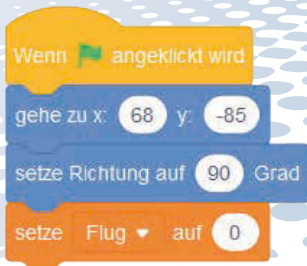 Wenn angeklickt wird
gehe zu x: 68 y: -85
setze Richtung auf 90 Grad
setze Flug auf 0